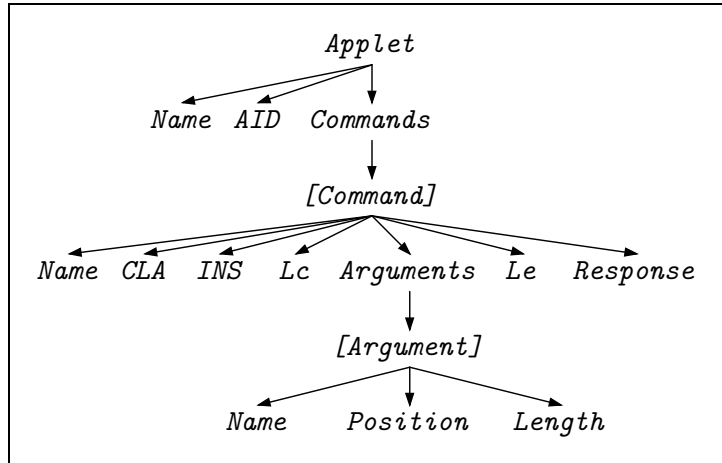 Applet
Name AID Commands
[Command]
Name CLA INS Lc Arguments Le Response
[Argument]
Name Position Length